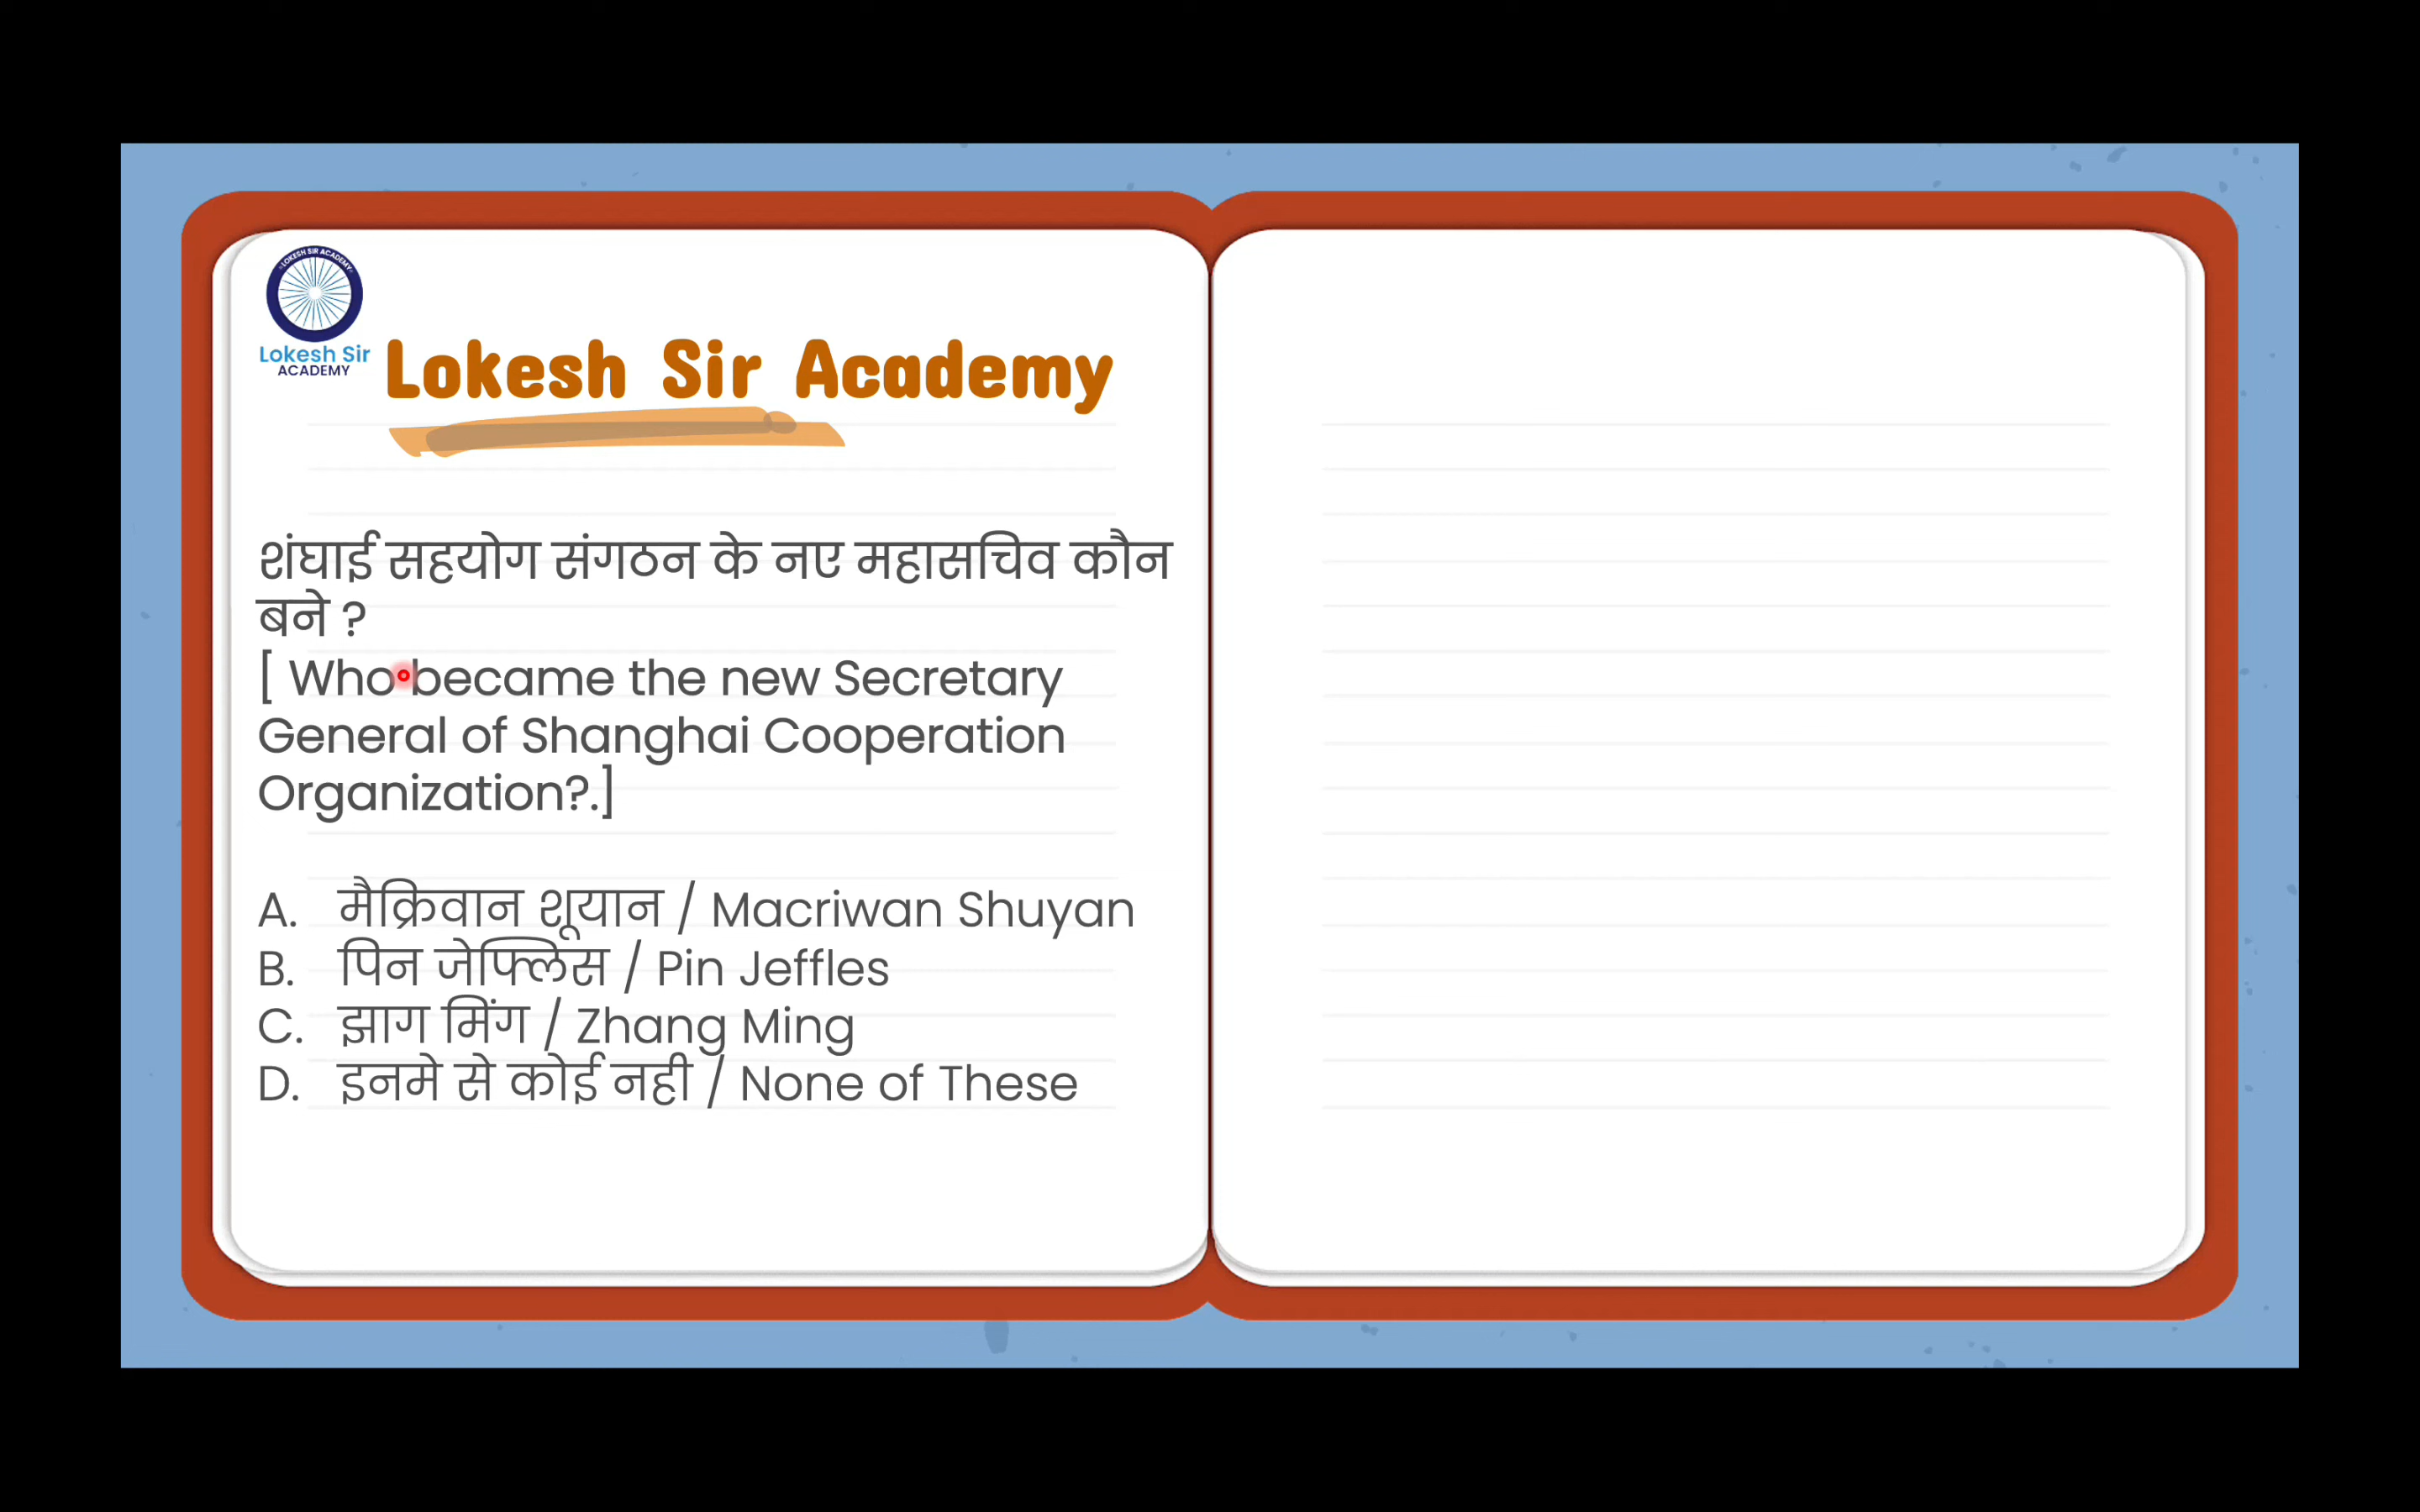 LOKESH SIR ACADEMY
Lokesh Sir
ACADEMY
Lokesh Sir Academy
शंघाई सहयोग संगठन के नए महासचिव कौन
बने ?
[ Who became the new Secretary
General of Shanghai Cooperation
Organization?.]
A. मैक्रिवान शूयान / Macriwan Shuyan
B. पिन जेफ्लिस / Pin Jeffles
C. झाग मिंग / Zhang Ming
D. इनमे से कोई नही / None of These